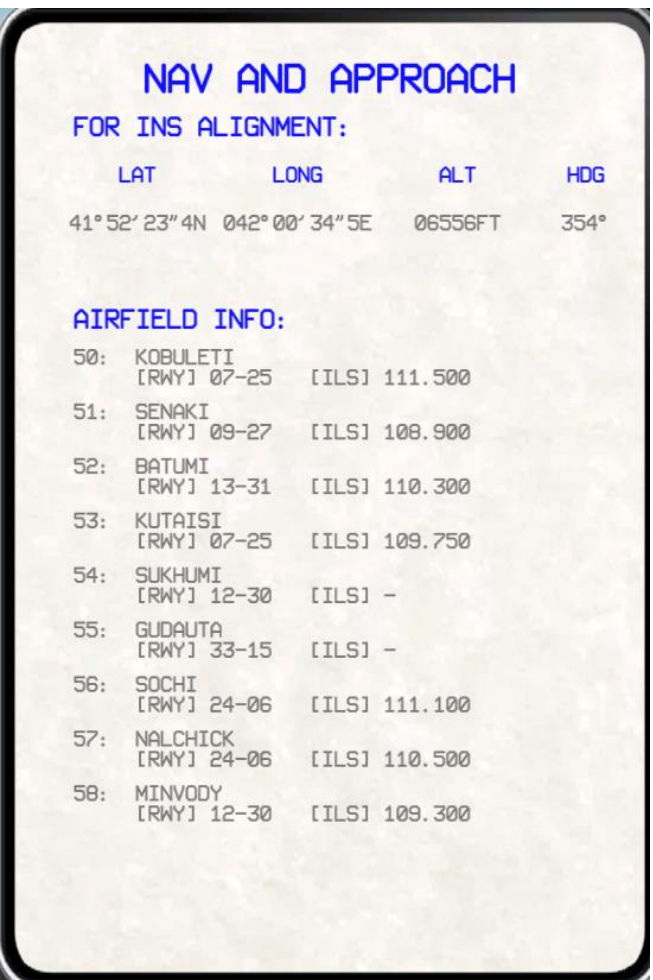 NAV AND APPROACH
FOR INS ALIGNMENT:
LAT LONG ALT HDG
41°52′23″4N 042°00′34″5E 06556FT 354°
AIRFIELD INFO:
50: KOBULETI
[RWY] 07-25 [ILS] 111.500
51: SENAKI
[RWY] 09-27 [ILS] 108.900
52: BATUMI
[RWY] 13-31 [ILS] 110.300
53: KUTAISI
[RWY] 07-25 [ILS] 109.750
54: SUKHUMI
[RWY] 12-30 [ILS] -
55: GUDAUTA
[RWY] 33-15 [ILS] -
56: SOCHI
[RWY] 24-06 [ILS] 111.100
57: NALCHICK
[RWY] 24-06 [ILS] 110.500
58: MINVODY
[RWY] 12-30 [ILS] 109.300